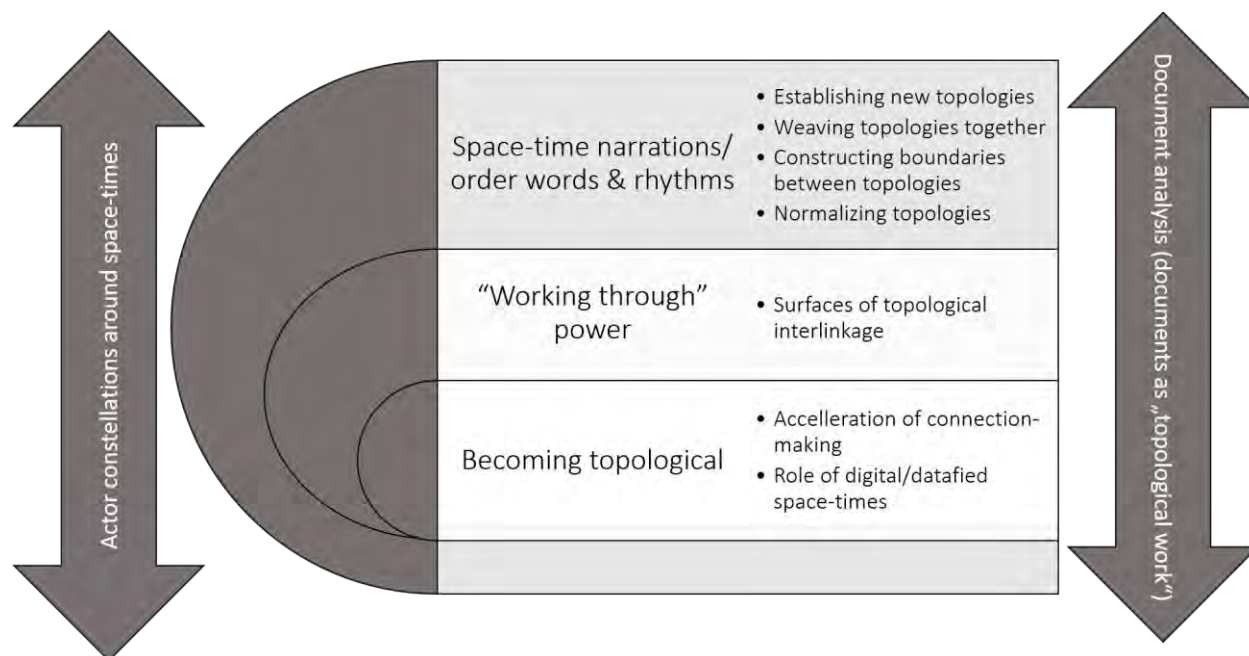 Actor constellations around space-times
Space-time narrations/
order words & rhythms
• Establishing new topologies
• Weaving topologies together
• Constructing boundaries
between topologies
• Normalizing topologies
“Working through”
power
• Surfaces of topological
interlinkage
Becoming topological
• Accelleration of connection-
making
• Role of digital/datafied
space-times
Document analysis (documents as „topological work“)